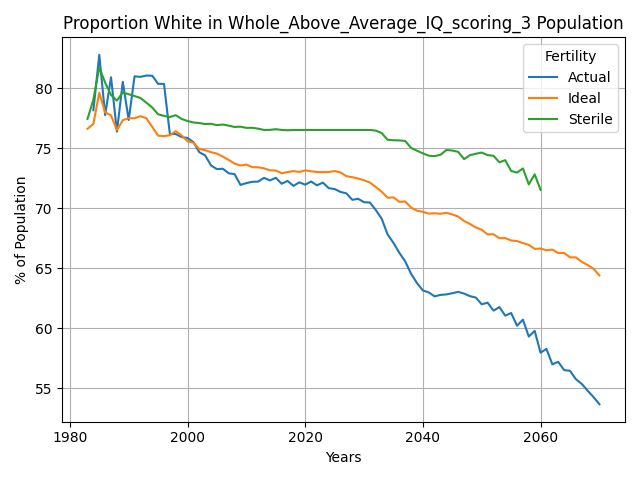 Proportion White in Whole_Above_Average_IQ_scoring_3 Population
Fertility
Actual
Ideal
Sterile
% of Population
80
75
70
65
60
55
1980
2000
2020
2040
2060
Years